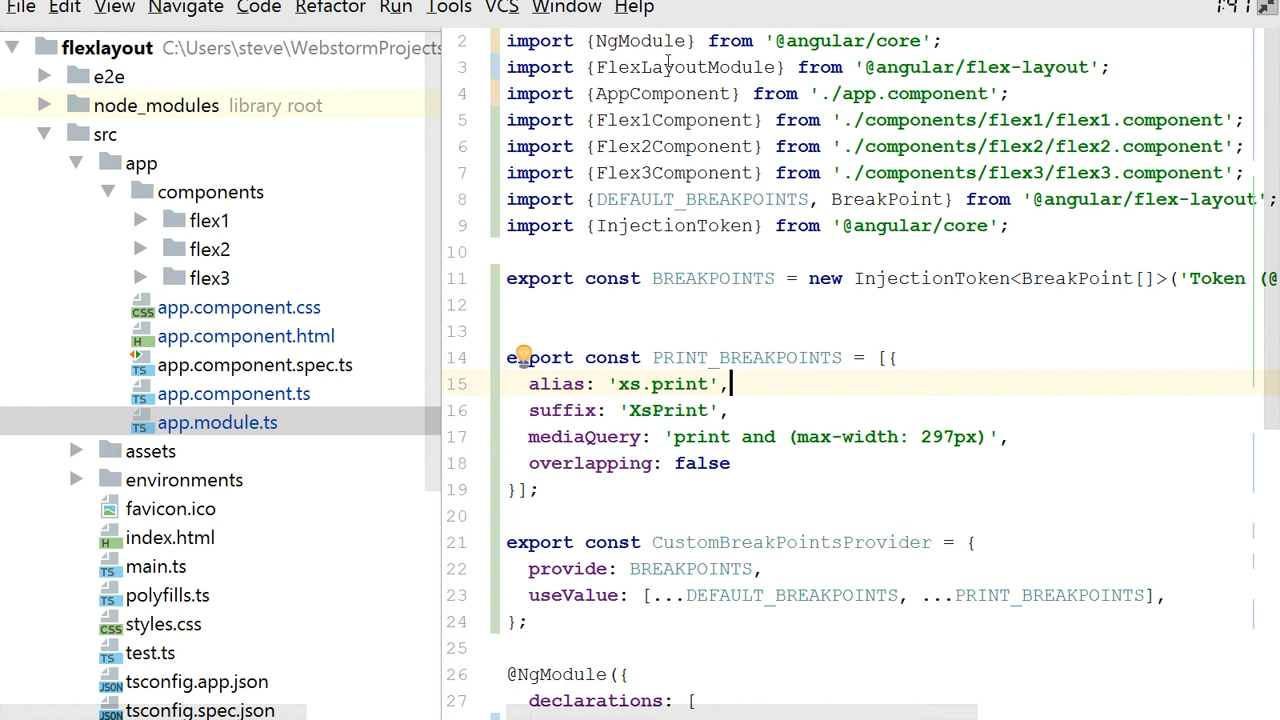 File Edit View Navigate Code Refactor Run Tools VCS Window Help 1:41
flexlayout C:\Users\steve\WebstormProjects
e2e
node_modules library root
src
app
components
flex1
flex2
flex3
app.component.css
app.component.html
app.component.spec.ts
app.component.ts
app.module.ts
assets
environments
favicon.ico
index.html
main.ts
polyfills.ts
styles.css
test.ts
tsconfig.app.json
tsconfig.spec.json
2 import {NgModule} from '@angular/core';
3 import {FlexLayoutModule} from '@angular/flex-layout';
4 import {AppComponent} from './app.component';
5 import {Flex1Component} from './components/flex1/flex1.component';
6 import {Flex2Component} from './components/flex2/flex2.component';
7 import {Flex3Component} from './components/flex3/flex3.component';
8 import {DEFAULT_BREAKPOINTS, BreakPoint} from '@angular/flex-layout';
9 import {InjectionToken} from '@angular/core';
10
11 export const BREAKPOINTS = new InjectionToken<BreakPoint[]>('Token (@
12
13
14 export const PRINT_BREAKPOINTS = [{
15 alias: 'xs.print',
16 suffix: 'XsPrint',
17 mediaQuery: 'print and (max-width: 297px)',
18 overlapping: false
19 }];
20
21 export const CustomBreakPointsProvider = {
22 provide: BREAKPOINTS,
23 useValue: [...DEFAULT_BREAKPOINTS, ...PRINT_BREAKPOINTS],
24 };
25
26 @NgModule({
27 declarations: [